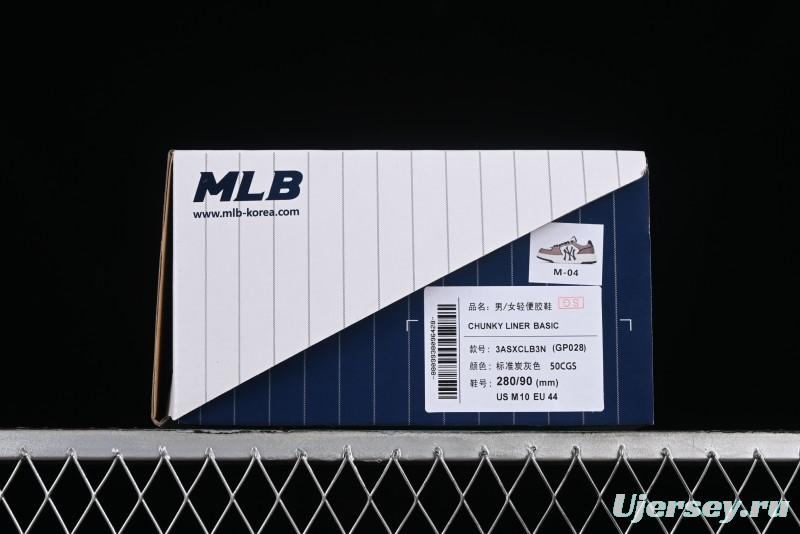 MLB
www.mlb-korea.com
NY
M-04
品名: 男/女轻便胶鞋 SG
CHUNKY LINER BASIC
款号: 3ASXCLB3N (GP028)
颜色: 标准炭灰色 50CGS
鞋号: 280/90 (mm)
US M10 EU 44
Ujersey.ru